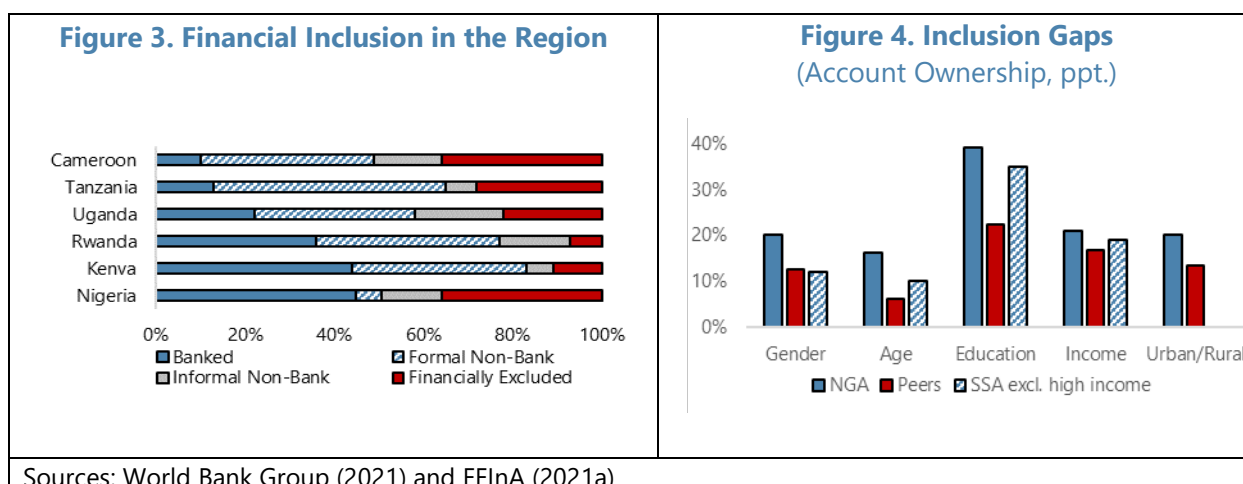 Figure 3. Financial Inclusion in the Region
Cameroon
Tanzania
Uganda
Rwanda
Kenva
Nigeria
0% 20% 40% 60% 80% 100%
Banked Formal Non-Bank
Informal Non-Bank Financially Excluded
Figure 4. Inclusion Gaps
(Account Ownership, ppt.)
40%
30%
20%
10%
0%
Gender Age Education Income Urban/Rural
NGA Peers SSA excl. high income
Sources: World Bank Group (2021) and EFInA (2021a)